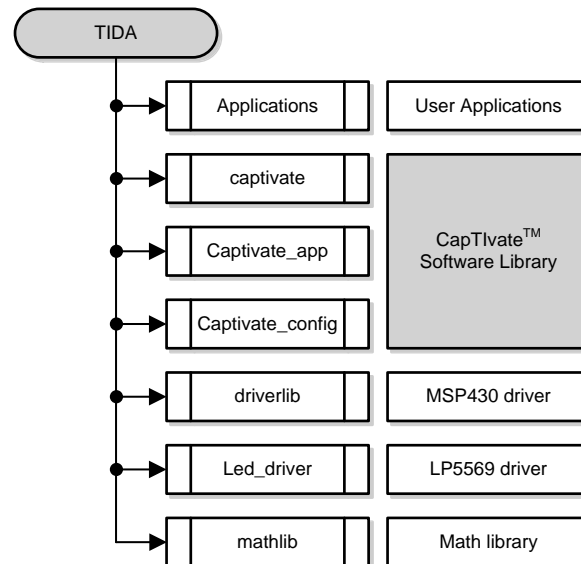 TIDA
Applications
User Applications
captivate
CapTIvate™
Software Library
Captivate_app
Captivate_config
driverlib
MSP430 driver
Led_driver
LP5569 driver
mathlib
Math library